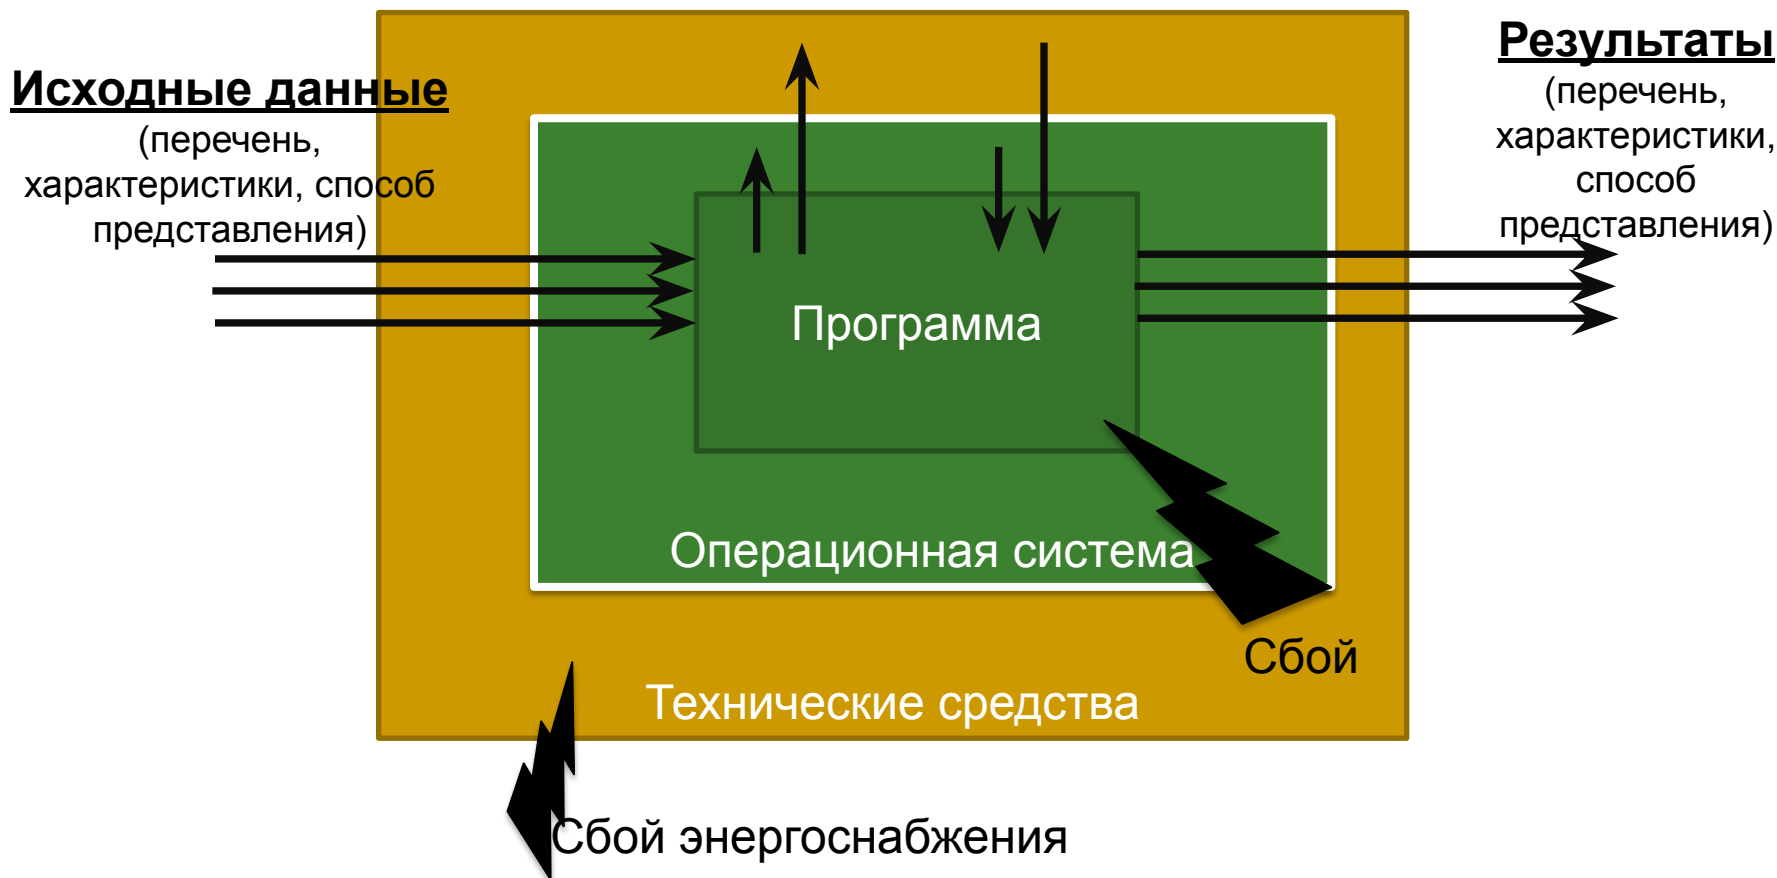 Исходные данные
(перечень,
характеристики, способ
представления)
Результаты
(перечень,
характеристики,
способ
представления)
Программа
Операционная система
Сбой
Технические средства
Сбой энергоснабжения